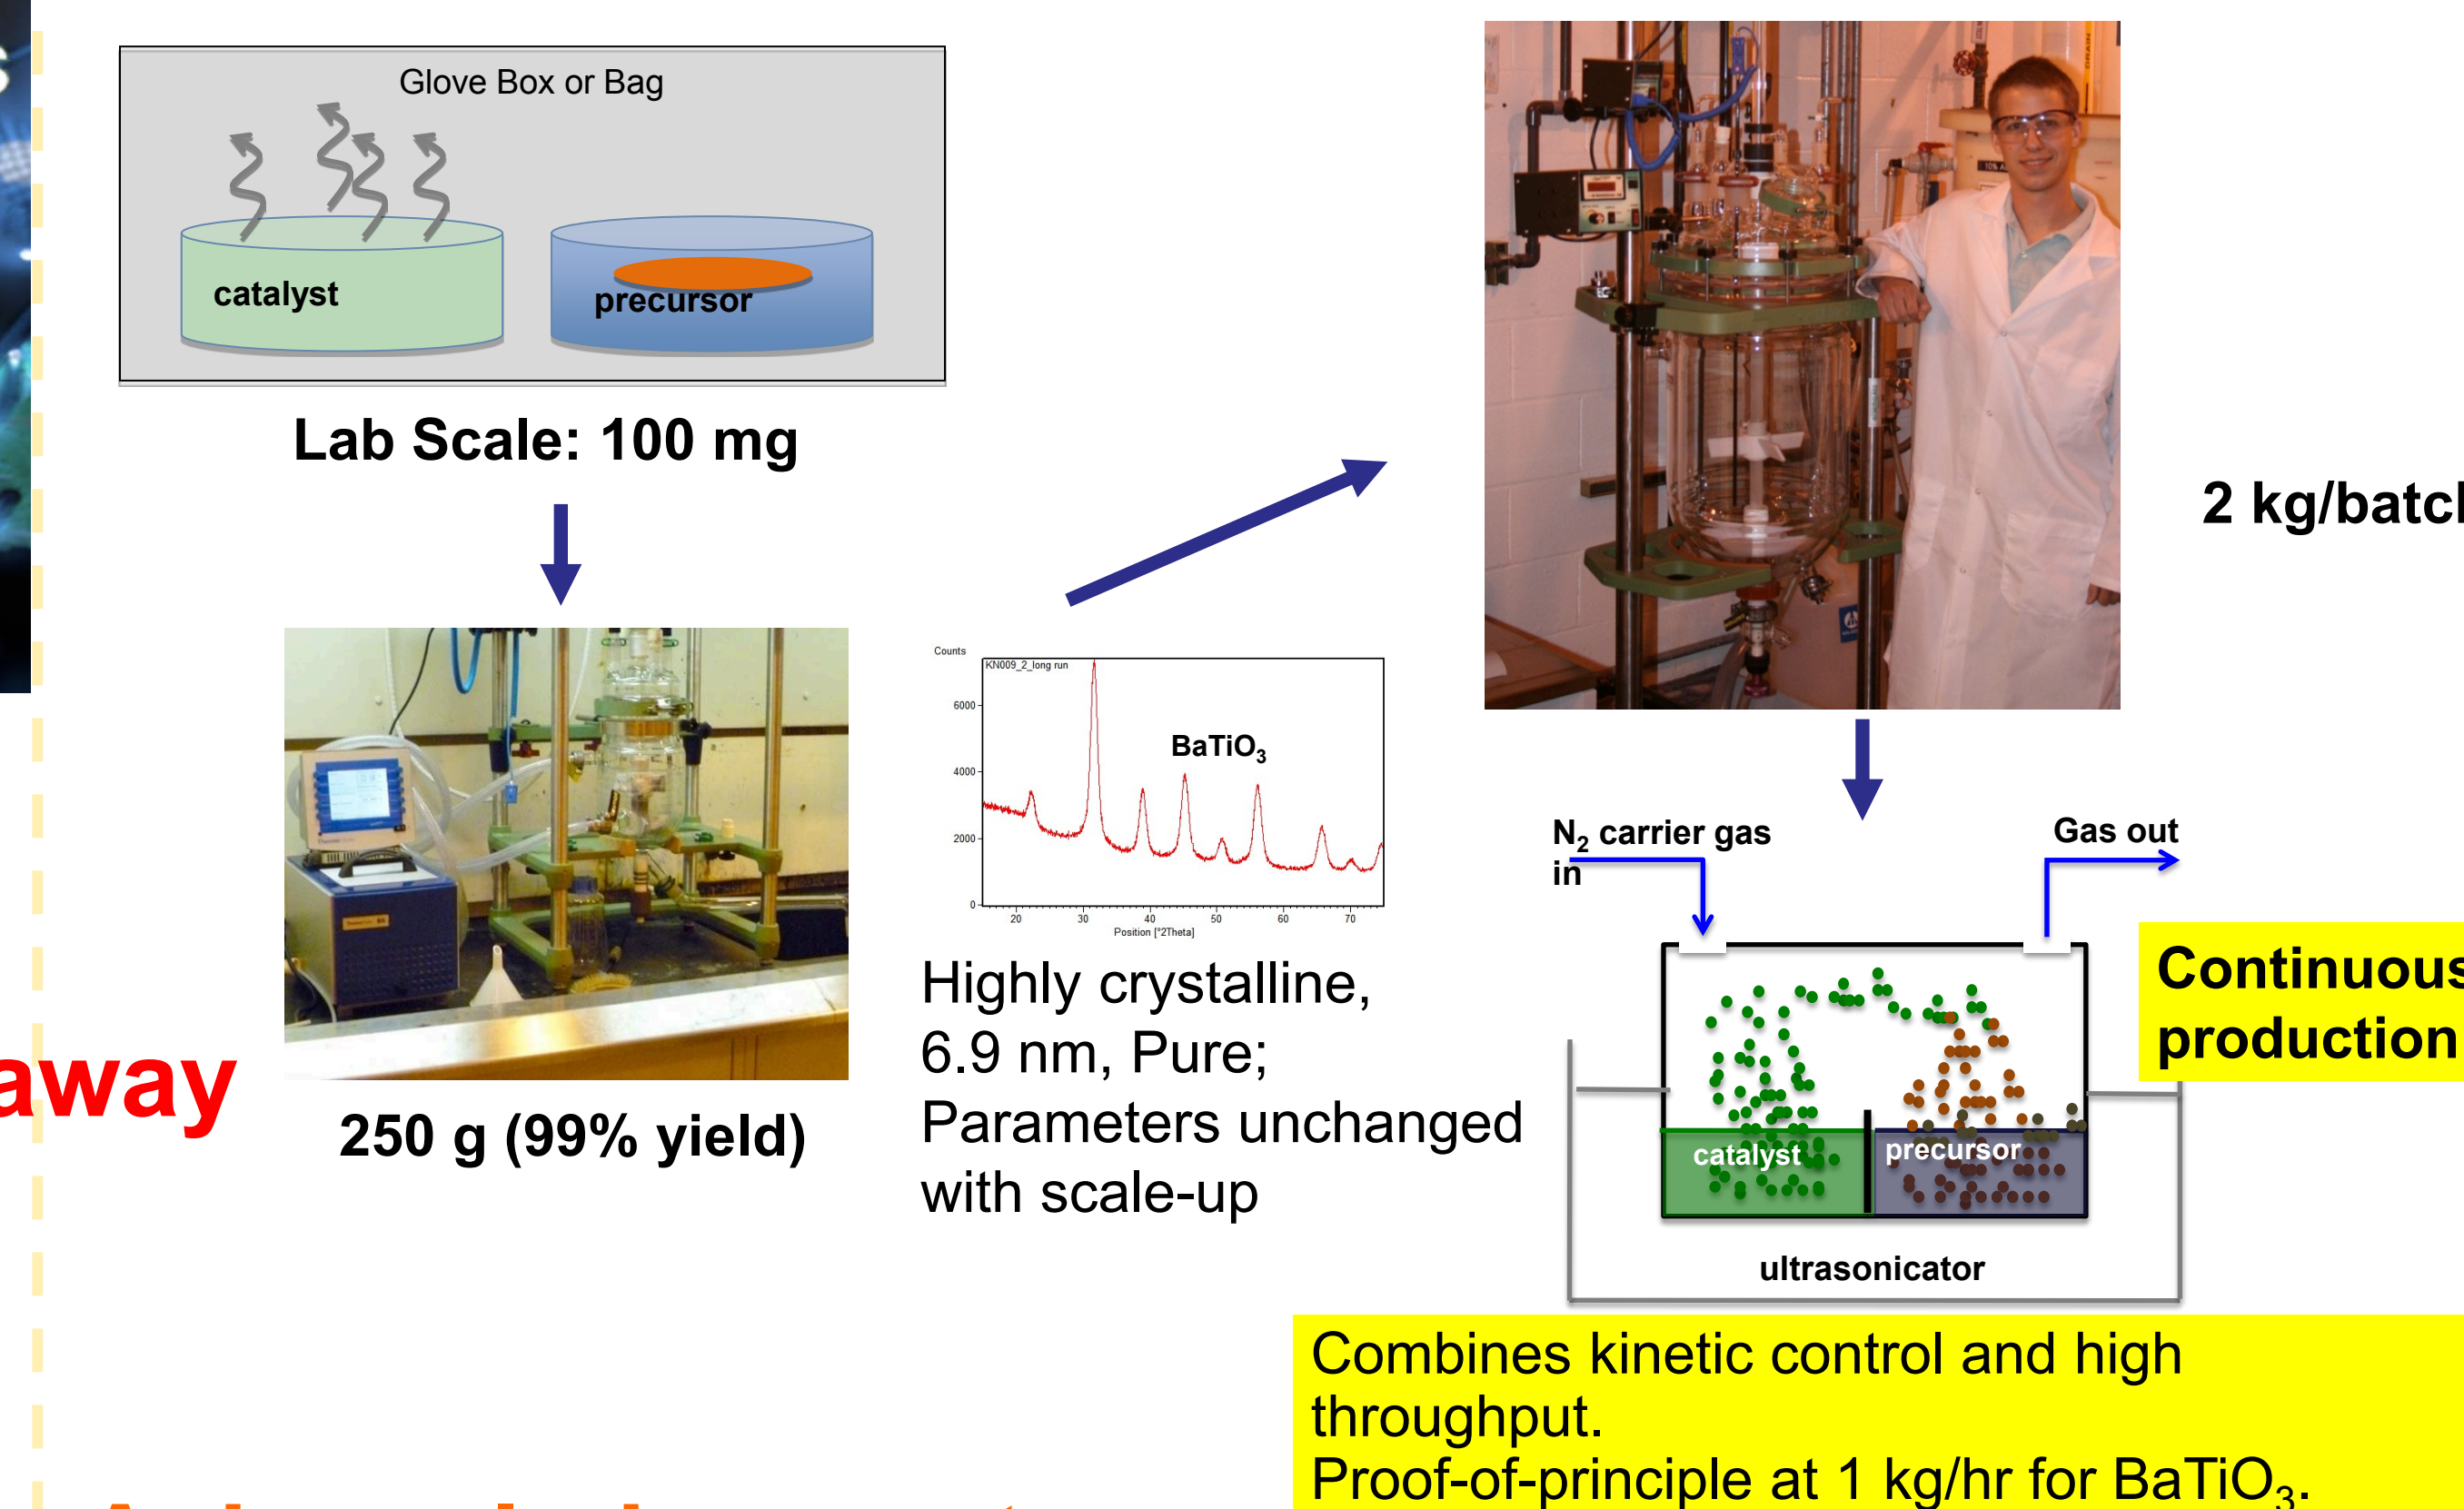 Glove Box or Bag
catalyst
precursor
Lab Scale: 100 mg
2 kg/batch
Counts
KN009_2_long run
6000
4000
2000
0
BaTiO₃
20 30 40 50 60 70
Position [°2Theta]
Highly crystalline,
6.9 nm, Pure;
Parameters unchanged
with scale-up
away
250 g (99% yield)
N₂ carrier gas
in
Gas out
Continuous
production
catalyst
precursor
ultrasonicator
Combines kinetic control and high
throughput.
Proof-of-principle at 1 kg/hr for BaTiO₃.